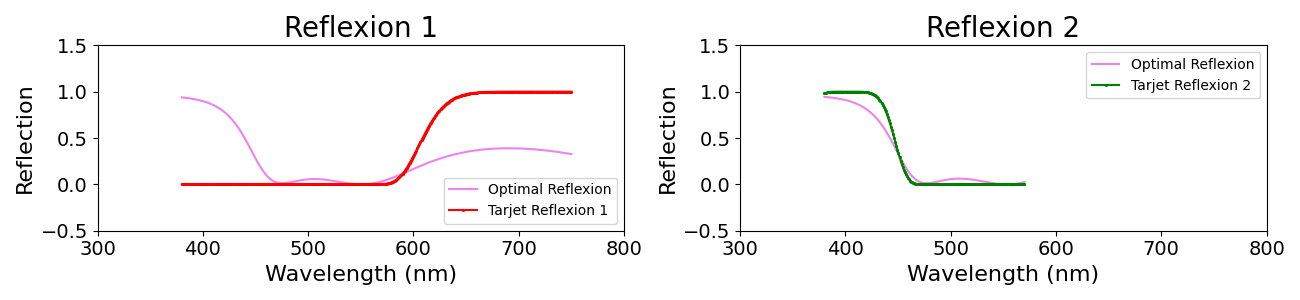 Reflexion 1
1.5
1.0
0.5
0.0
−0.5
Reflection
300 400 500 600 700 800
Wavelength (nm)
Optimal Reflexion
Tarjet Reflexion 1
Reflexion 2
1.5
1.0
0.5
0.0
−0.5
Reflection
300 400 500 600 700 800
Wavelength (nm)
Optimal Reflexion
Tarjet Reflexion 2